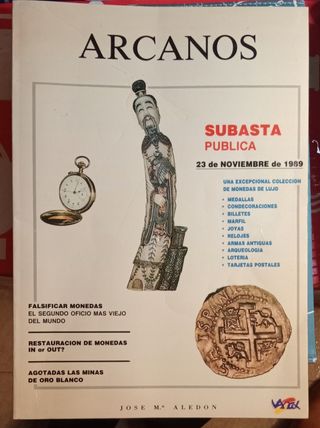 ARCANOS
SUBASTA
PUBLICA
23 de NOVIEMBRE de 1989
UNA EXCEPCIONAL COLECCION
DE MONEDAS DE LUJO
• MEDALLAS
• CONDECORACIONES
• BILLETES
• MARFIL
• JOYAS
• RELOJES
• ARMAS ANTIGUAS
• ARQUEOLOGIA
• LOTERIA
• TARJETAS POSTALES
FALSIFICAR MONEDAS
EL SEGUNDO OFICIO MAS VIEJO
DEL MUNDO
RESTAURACION DE MONEDAS
IN or OUT?
AGOTADAS LAS MINAS
DE ORO BLANCO
JOSE Mª ALEDON